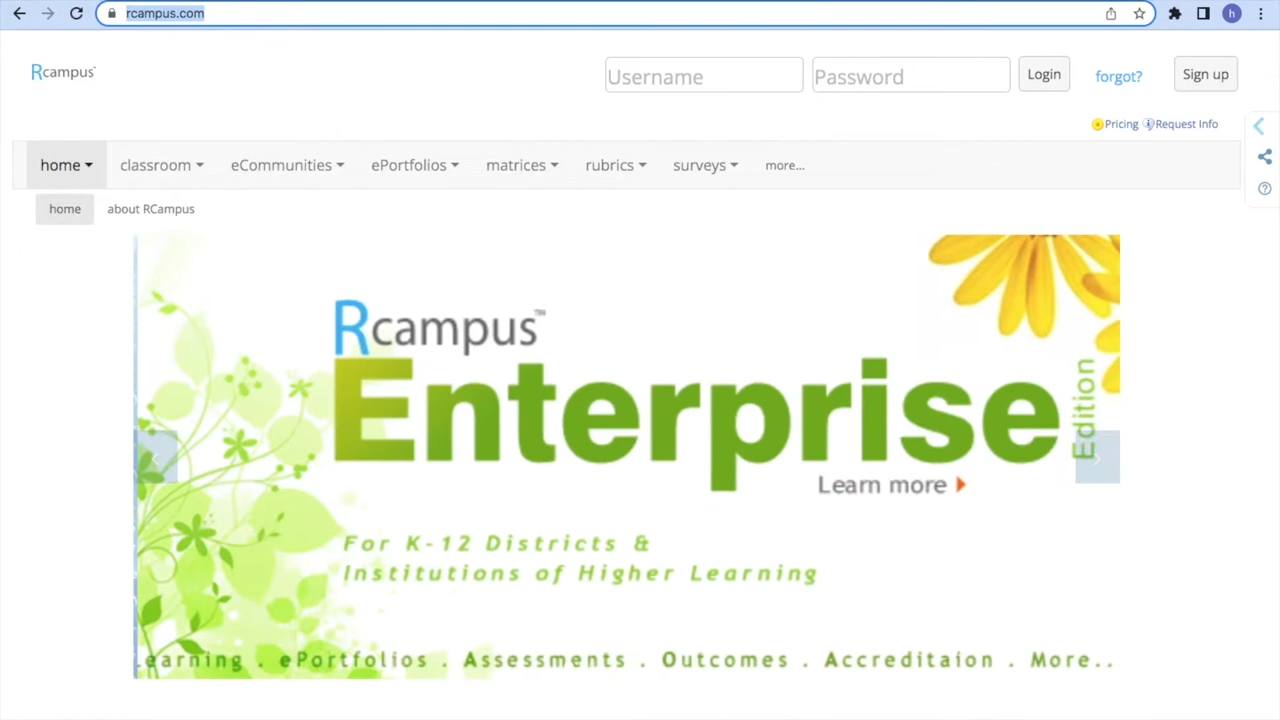 rcampus.com
h
Rcampus
Username
Password
Login
forgot?
Sign up
Pricing
Request Info
home
classroom
eCommunities
ePortfolios
matrices
rubrics
surveys
more...
home
about RCampus
Rcampus™
Enterprise
Edition
Learn more
For K-12 Districts &
Institutions of Higher Learning
Learning . ePortfolios . Assessments . Outcomes . Accreditaion . More..